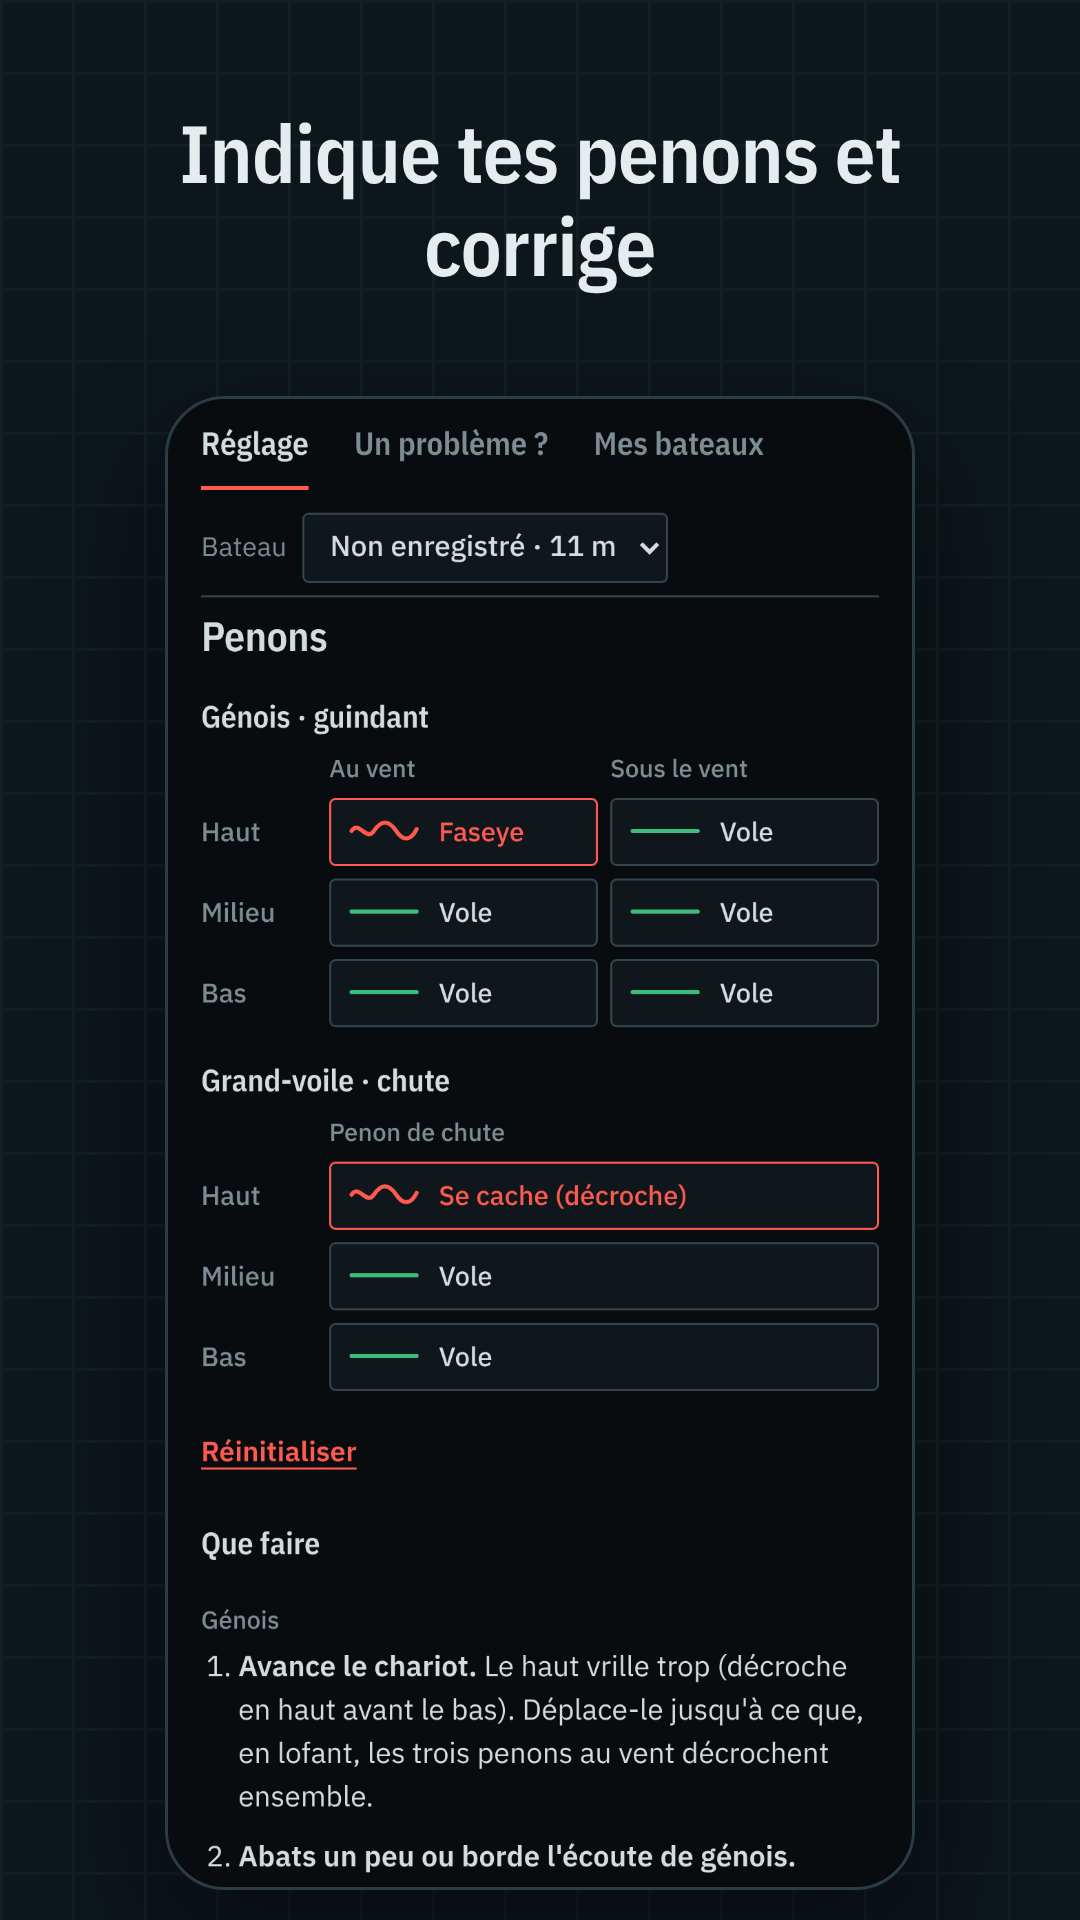 Indique tes penons et
corrige
Réglage Un problème ? Mes bateaux
Bateau Non enregistré · 11 m
Penons
Génois · guindant
Au vent Sous le vent
Haut Faseye Vole
Milieu Vole Vole
Bas Vole Vole
Grand-voile · chute
Penon de chute
Haut Se cache (décroche)
Milieu Vole
Bas Vole
Réinitialiser
Que faire
Génois
1. Avance le chariot. Le haut vrille trop (décroche
en haut avant le bas). Déplace-le jusqu'à ce que,
en lofant, les trois penons au vent décrochent
ensemble.
2. Abats un peu ou borde l'écoute de génois.